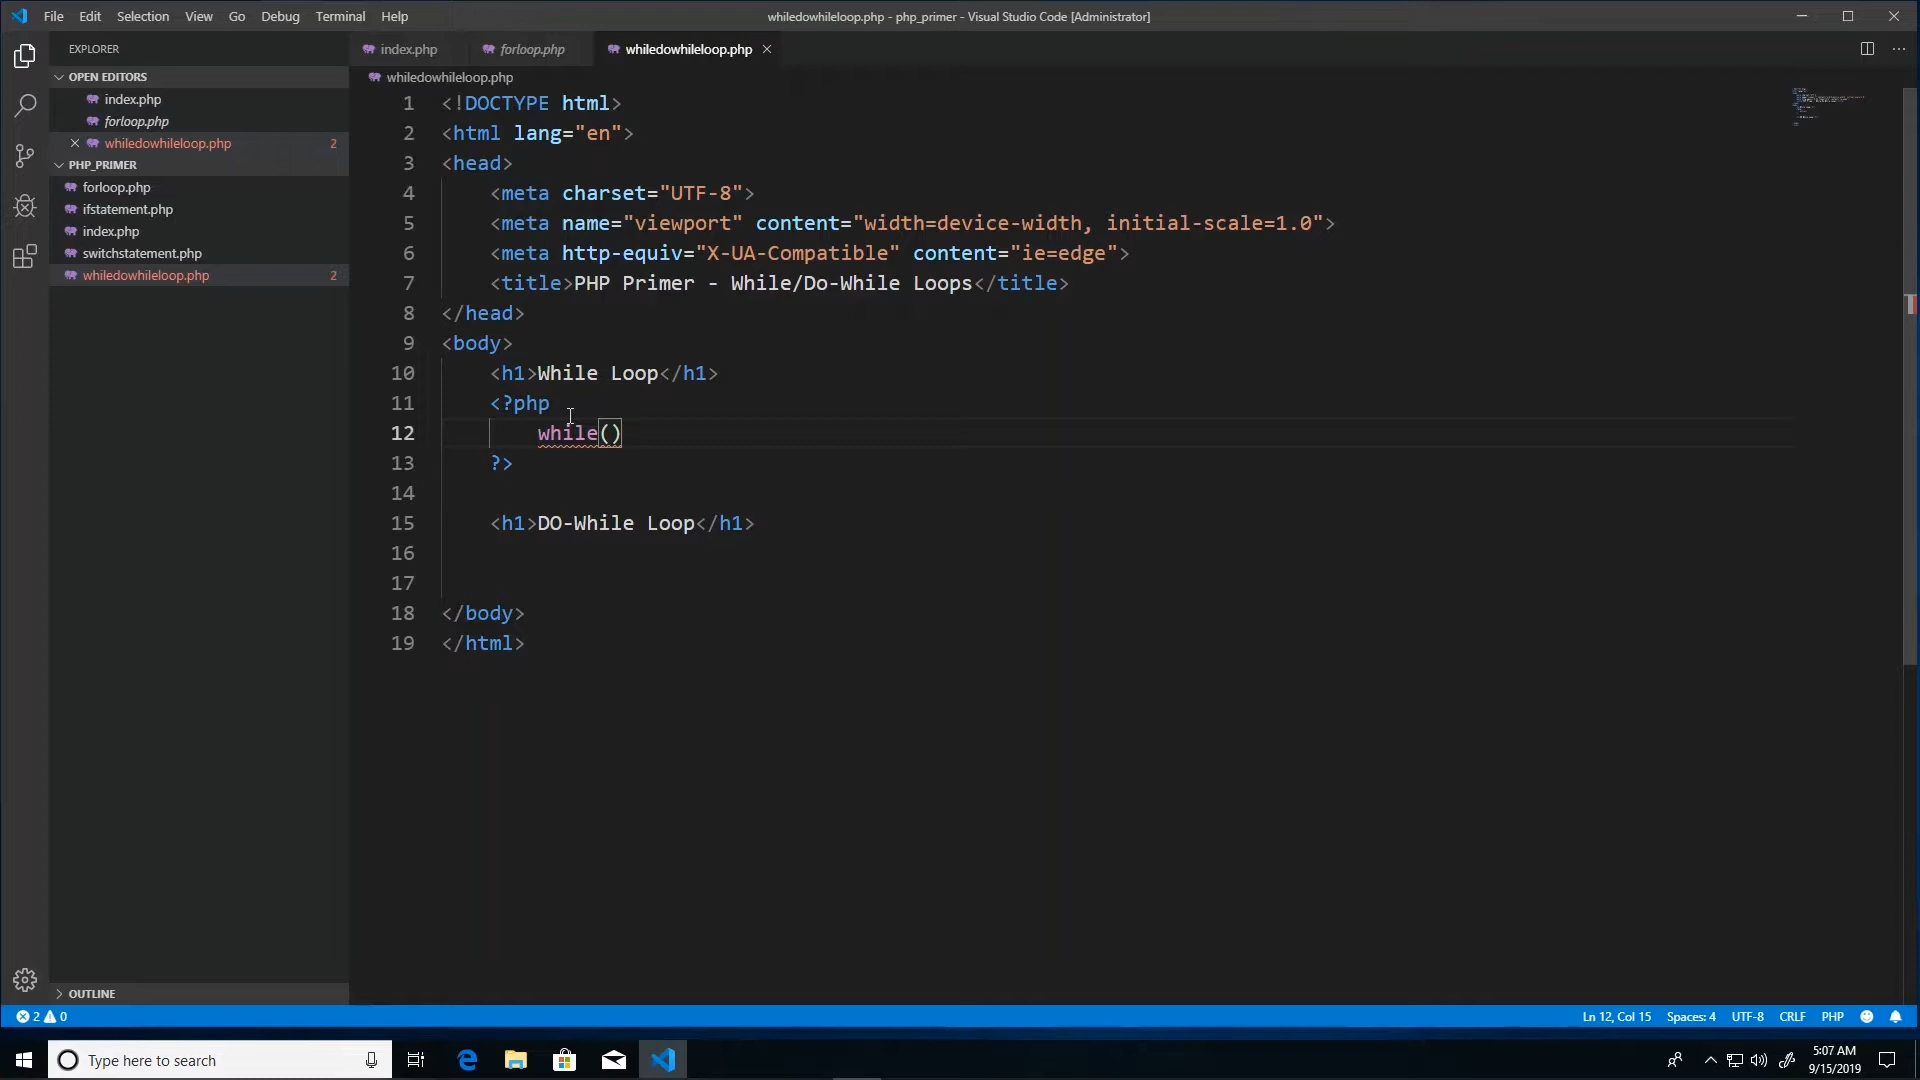 File Edit Selection View Go Debug Terminal Help
whiledowhileloop.php - php_primer - Visual Studio Code [Administrator]
EXPLORER
OPEN EDITORS
index.php
forloop.php
whiledowhileloop.php 2
PHP_PRIMER
forloop.php
ifstatement.php
index.php
switchstatement.php
whiledowhileloop.php 2
OUTLINE
index.php forloop.php whiledowhileloop.php
whiledowhileloop.php
1 <!DOCTYPE html>
2 <html lang="en">
3 <head>
4 <meta charset="UTF-8">
5 <meta name="viewport" content="width=device-width, initial-scale=1.0">
6 <meta http-equiv="X-UA-Compatible" content="ie=edge">
7 <title>PHP Primer - While/Do-While Loops</title>
8 </head>
9 <body>
10 <h1>While Loop</h1>
11 <?php
12 while()
13 ?>
14
15 <h1>DO-While Loop</h1>
16
17
18 </body>
19 </html>
2 0
Ln 12, Col 15 Spaces: 4 UTF-8 CRLF PHP
Type here to search
5:07 AM
9/15/2019